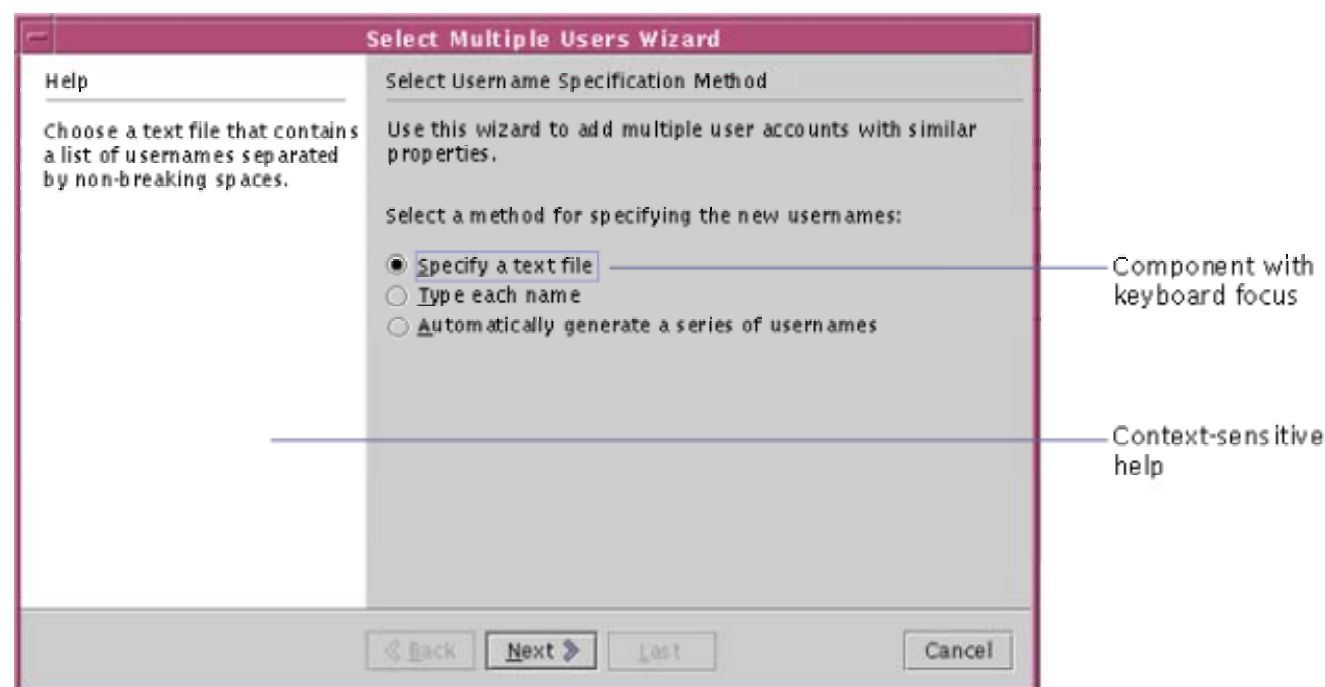 Select Multiple Users Wizard
Help
Choose a text file that contains
a list of usernames separated
by non-breaking spaces.
Select Username Specification Method
Use this wizard to add multiple user accounts with similar
properties.
Select a method for specifying the new usernames:
Specify a text file
Type each name
Automatically generate a series of usernames
Component with
keyboard focus
Context-sensitive
help
Back
Next
Last
Cancel